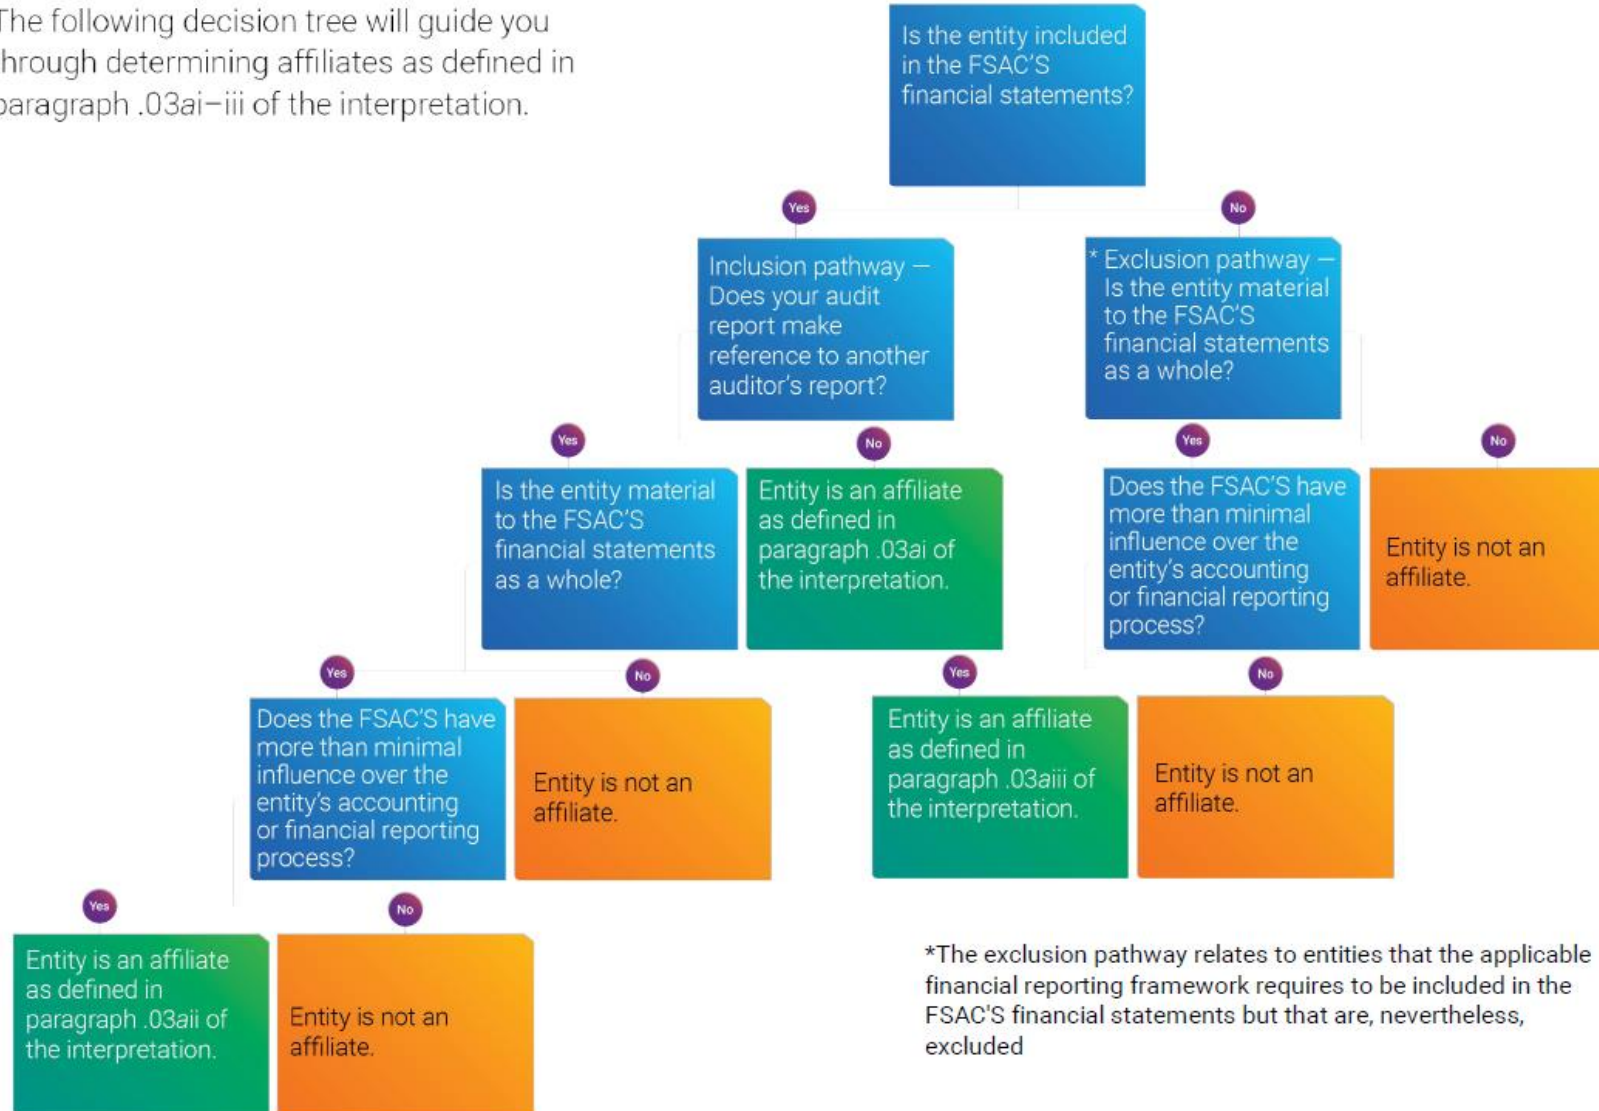 The following decision tree will guide you
through determining affiliates as defined in
paragraph .03ai–iii of the interpretation.
Is the entity included
in the FSAC'S
financial statements?
Yes
No
Inclusion pathway —
Does your audit
report make
reference to another
auditor's report?
* Exclusion pathway —
Is the entity material
to the FSAC'S
financial statements
as a whole?
Yes
No
Yes
No
Is the entity material
to the FSAC'S
financial statements
as a whole?
Entity is an affiliate
as defined in
paragraph .03ai of
the interpretation.
Does the FSAC'S have
more than minimal
influence over the
entity's accounting
or financial reporting
process?
Entity is not an
affiliate.
Yes
No
Yes
No
Does the FSAC'S have
more than minimal
influence over the
entity's accounting
or financial reporting
process?
Entity is not an
affiliate.
Entity is an affiliate
as defined in
paragraph .03aiii of
the interpretation.
Entity is not an
affiliate.
Yes
No
Entity is an affiliate
as defined in
paragraph .03aii of
the interpretation.
Entity is not an
affiliate.
*The exclusion pathway relates to entities that the applicable
financial reporting framework requires to be included in the
FSAC'S financial statements but that are, nevertheless,
excluded